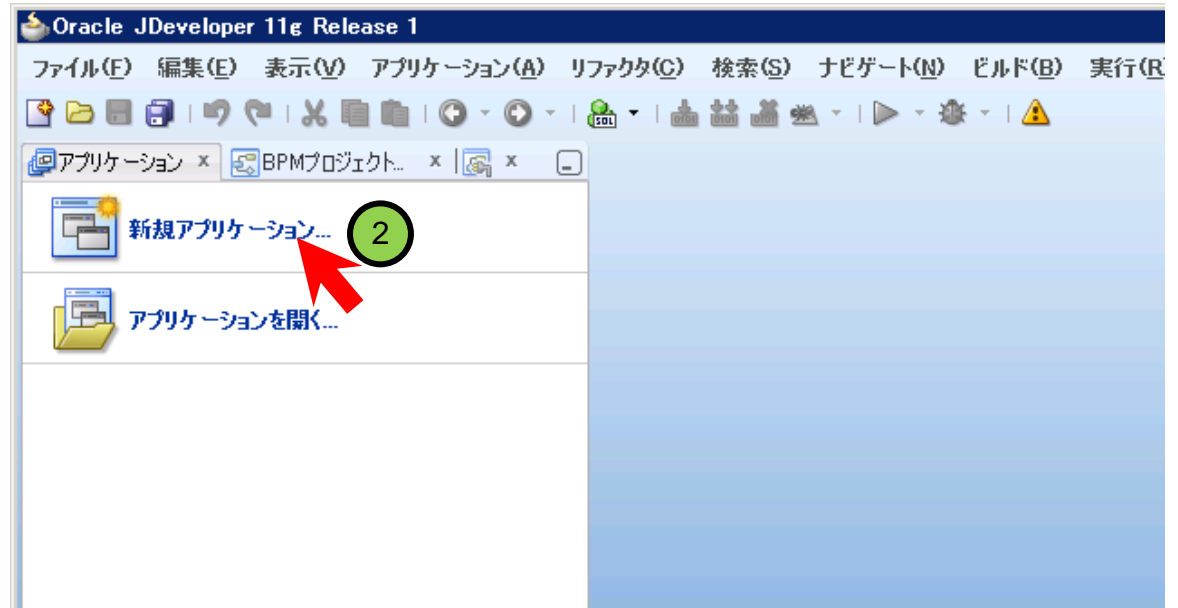 Oracle JDeveloper 11g Release 1
ファイル(F) 編集(E) 表示(V) アプリケーション(A) リファクタ(C) 検索(S) ナビゲート(N) ビルド(B) 実行(R
SQL
アプリケーション x BPMプロジェクト... x x
新規アプリケーション... 2
アプリケーションを開く...